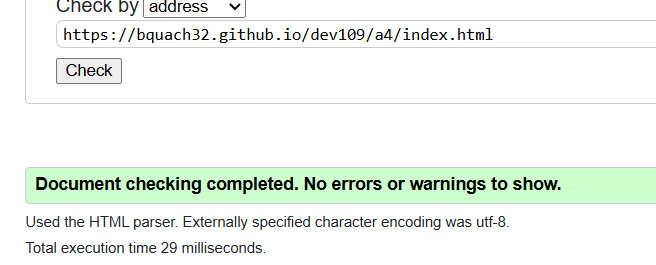 Check by address
https://bquach32.github.io/dev109/a4/index.html
Check
Document checking completed. No errors or warnings to show.
Used the HTML parser. Externally specified character encoding was utf-8.
Total execution time 29 milliseconds.